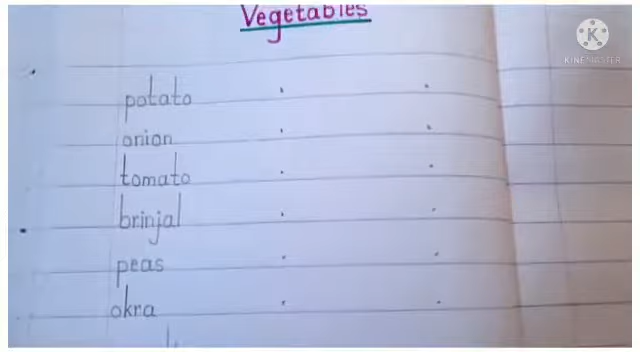 Vegetables
KINEMASTER
potato
onion
tomato
brinjal
peas
okra